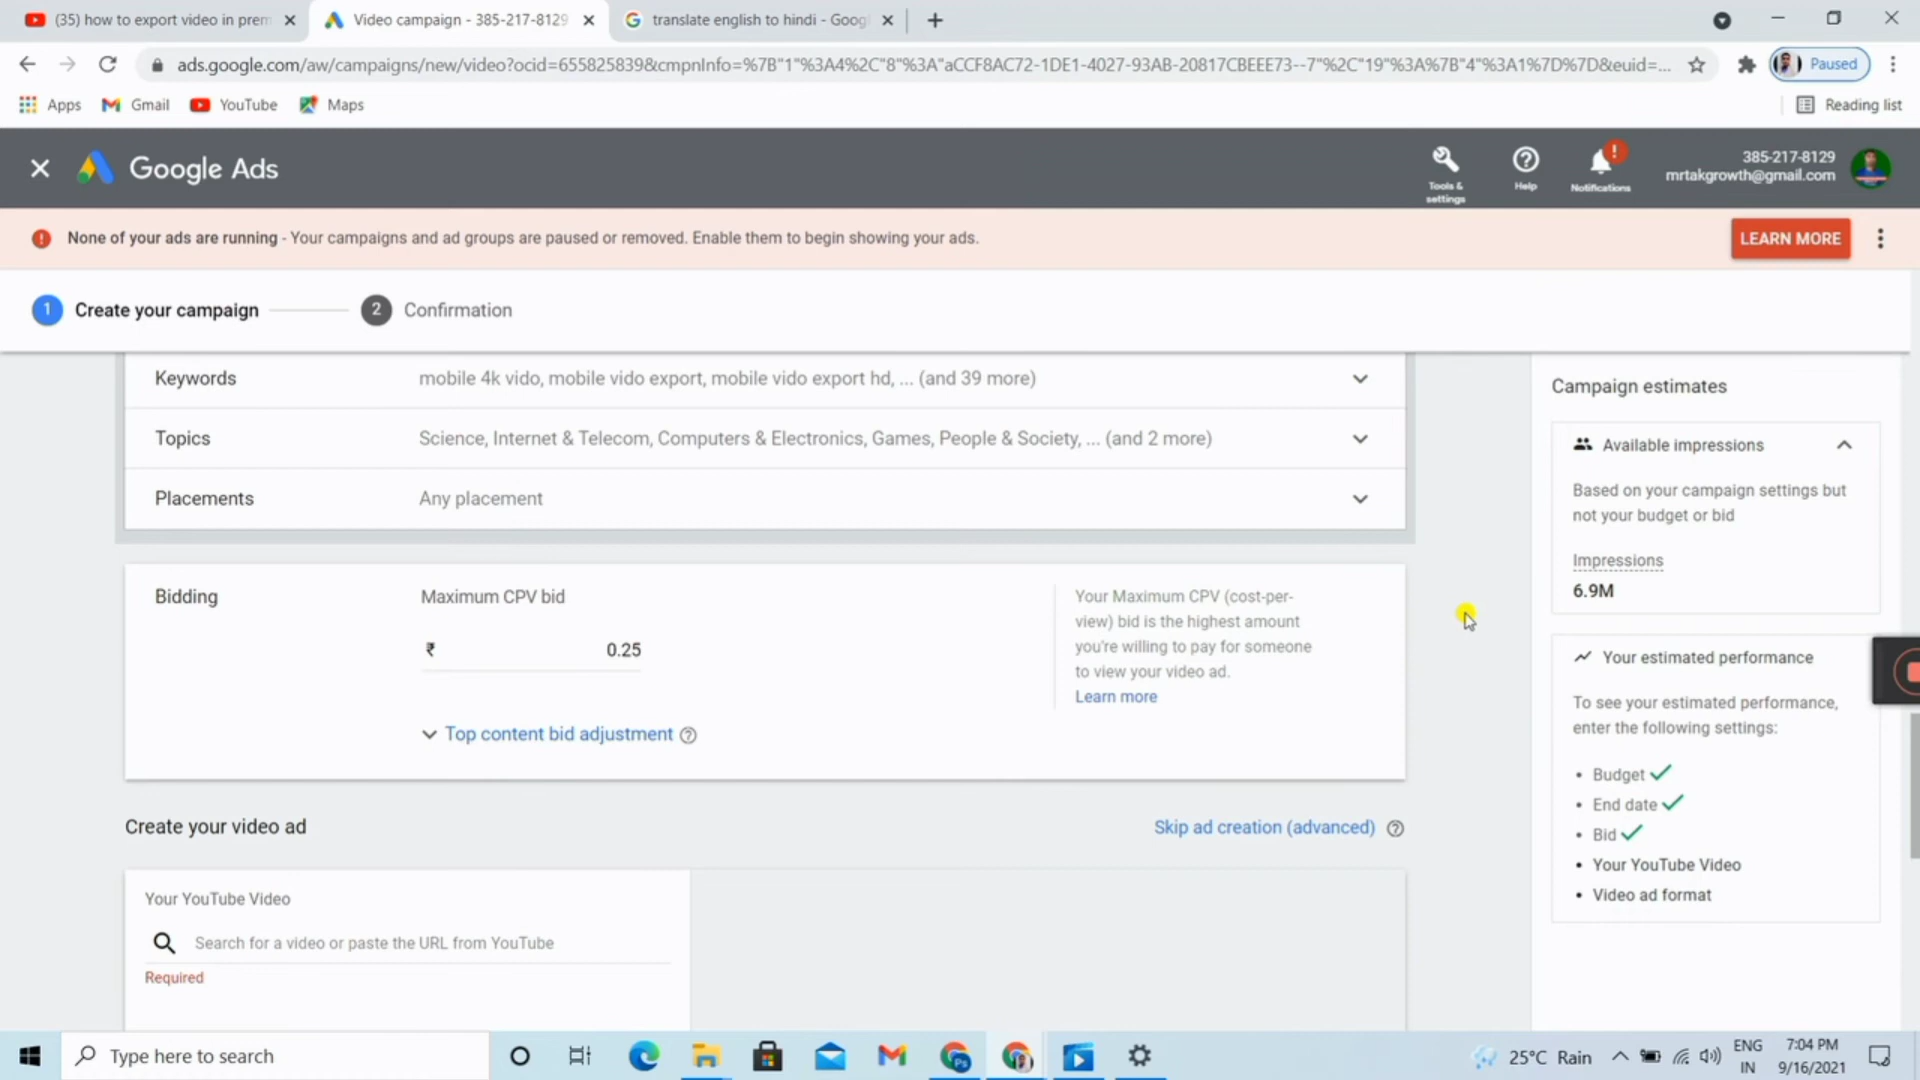 (35) how to export video in prem
Video campaign - 385-217-8129
translate english to hindi - Goog
ads.google.com/aw/campaigns/new/video?ocid=655825839&cmpnInfo=%7B"1"%3A4%2C"8"%3A"aCCF8AC72-1DE1-4027-93AB-20817CBEEE73--7"%2C"19"%3A%7B"4"%3A1%7D%7D&euid=...
Paused
Apps
Gmail
YouTube
Maps
Reading list
Google Ads
Tools & settings
Help
Notifications
385-217-8129
mrtakgrowth@gmail.com
None of your ads are running - Your campaigns and ad groups are paused or removed. Enable them to begin showing your ads.
LEARN MORE
1 Create your campaign
2 Confirmation
Keywords
mobile 4k vido, mobile vido export, mobile vido export hd, ... (and 39 more)
Topics
Science, Internet & Telecom, Computers & Electronics, Games, People & Society, ... (and 2 more)
Placements
Any placement
Bidding
Maximum CPV bid
₹ 0.25
Top content bid adjustment
Your Maximum CPV (cost-per-
view) bid is the highest amount
you're willing to pay for someone
to view your video ad.
Learn more
Create your video ad
Skip ad creation (advanced)
Your YouTube Video
Search for a video or paste the URL from YouTube
Required
Campaign estimates
Available impressions
Based on your campaign settings but
not your budget or bid
Impressions
6.9M
Your estimated performance
To see your estimated performance,
enter the following settings:
• Budget
• End date
• Bid
• Your YouTube Video
• Video ad format
Type here to search
25°C Rain
ENG
IN
7:04 PM
9/16/2021